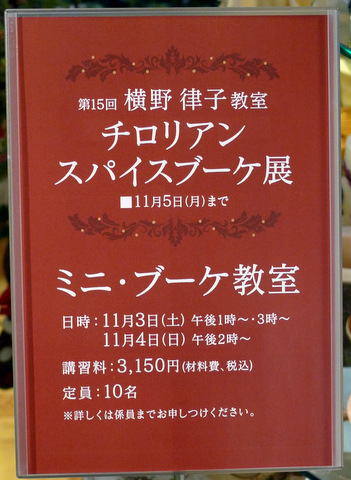 第15回 横野 律子 教室
チロリアン
スパイスブーケ展
■11月5日(月)まで
ミニ・ブーケ教室
日時：11月3日(土) 午後1時〜・3時〜
11月4日(日) 午後2時〜
講習料：3,150円(材料費、税込)
定員：10名
※詳しくは係員までお申しつけください。